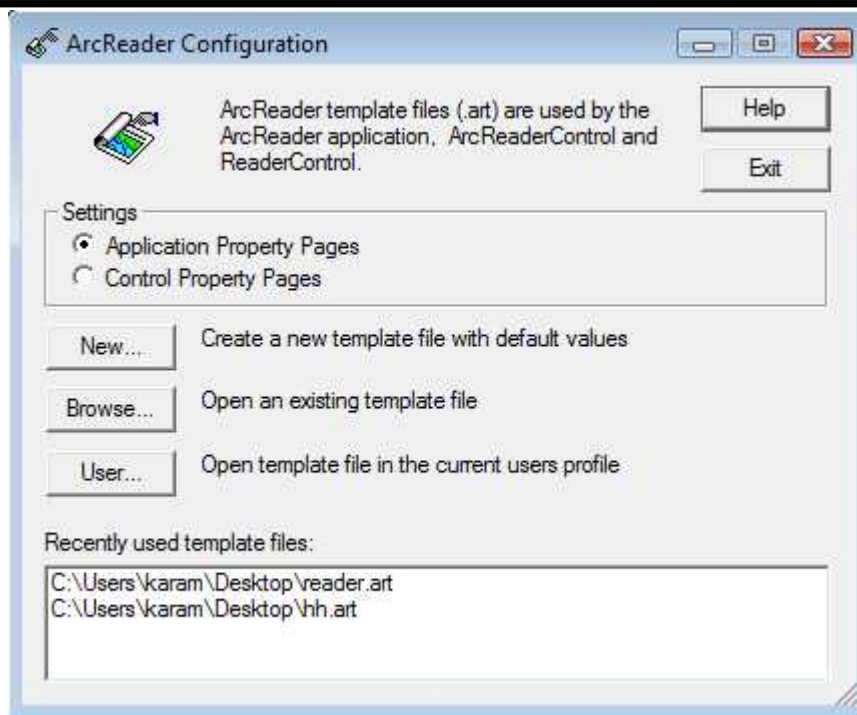 ArcReader Configuration
ArcReader template files (.art) are used by the
ArcReader application, ArcReaderControl and
ReaderControl.
Help
Exit
Settings
Application Property Pages
Control Property Pages
New...
Create a new template file with default values
Browse...
Open an existing template file
User...
Open template file in the current users profile
Recently used template files:
C:\Users\karam\Desktop\reader.art
C:\Users\karam\Desktop\hh.art